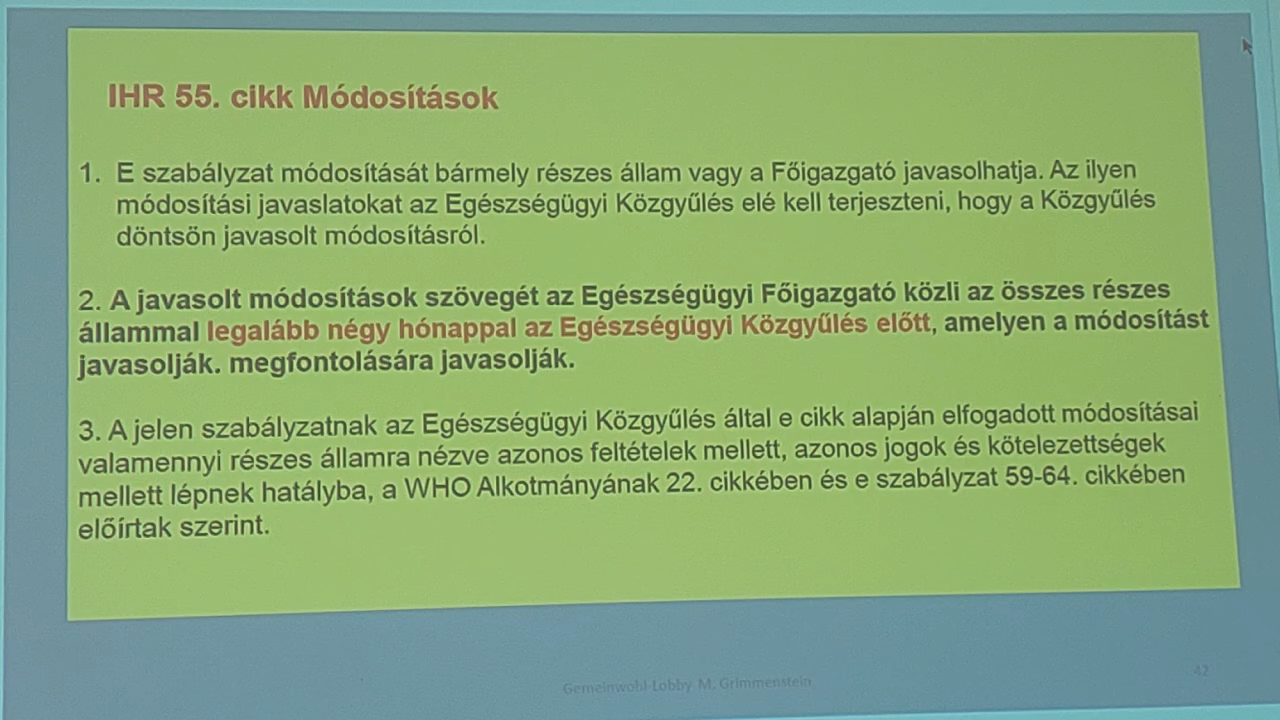 IHR 55. cikk Módosítások
1. E szabályzat módosítását bármely részes állam vagy a Főigazgató javasolhatja. Az ilyen
módosítási javaslatokat az Egészségügyi Közgyűlés elé kell terjeszteni, hogy a Közgyűlés
döntsön javasolt módosításról.
2. A javasolt módosítások szövegét az Egészségügyi Főigazgató közli az összes részes
állammal legalább négy hónappal az Egészségügyi Közgyűlés előtt, amelyen a módosítást
javasolják. megfontolására javasolják.
3. A jelen szabályzatnak az Egészségügyi Közgyűlés által e cikk alapján elfogadott módosításai
valamennyi részes államra nézve azonos feltételek mellett, azonos jogok és kötelezettségek
mellett lépnek hatályba, a WHO Alkotmányának 22. cikkében és e szabályzat 59-64. cikkében
előírtak szerint.
Gemeinwohl-Lobby M. Grimmenstein
42